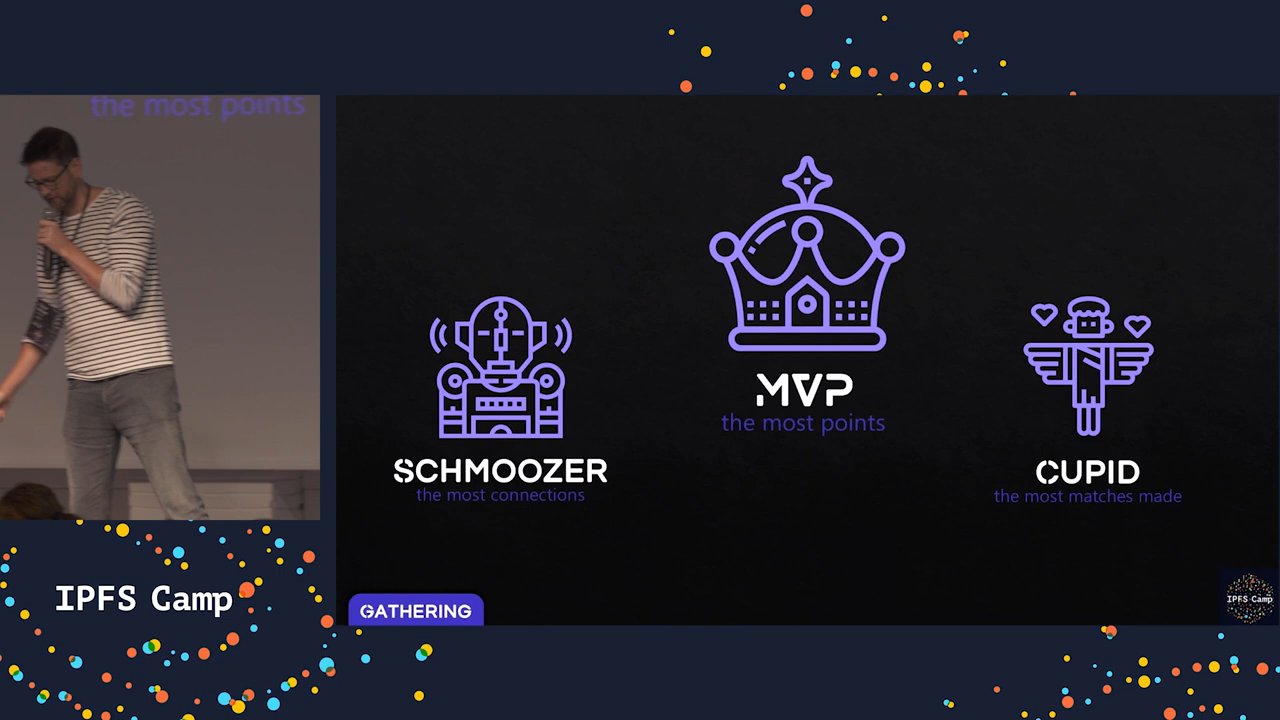 the most points
MVP
the most points
SCHMOOZER
the most connections
CUPID
the most matches made
GATHERING
IPFS Camp
IPFS Camp